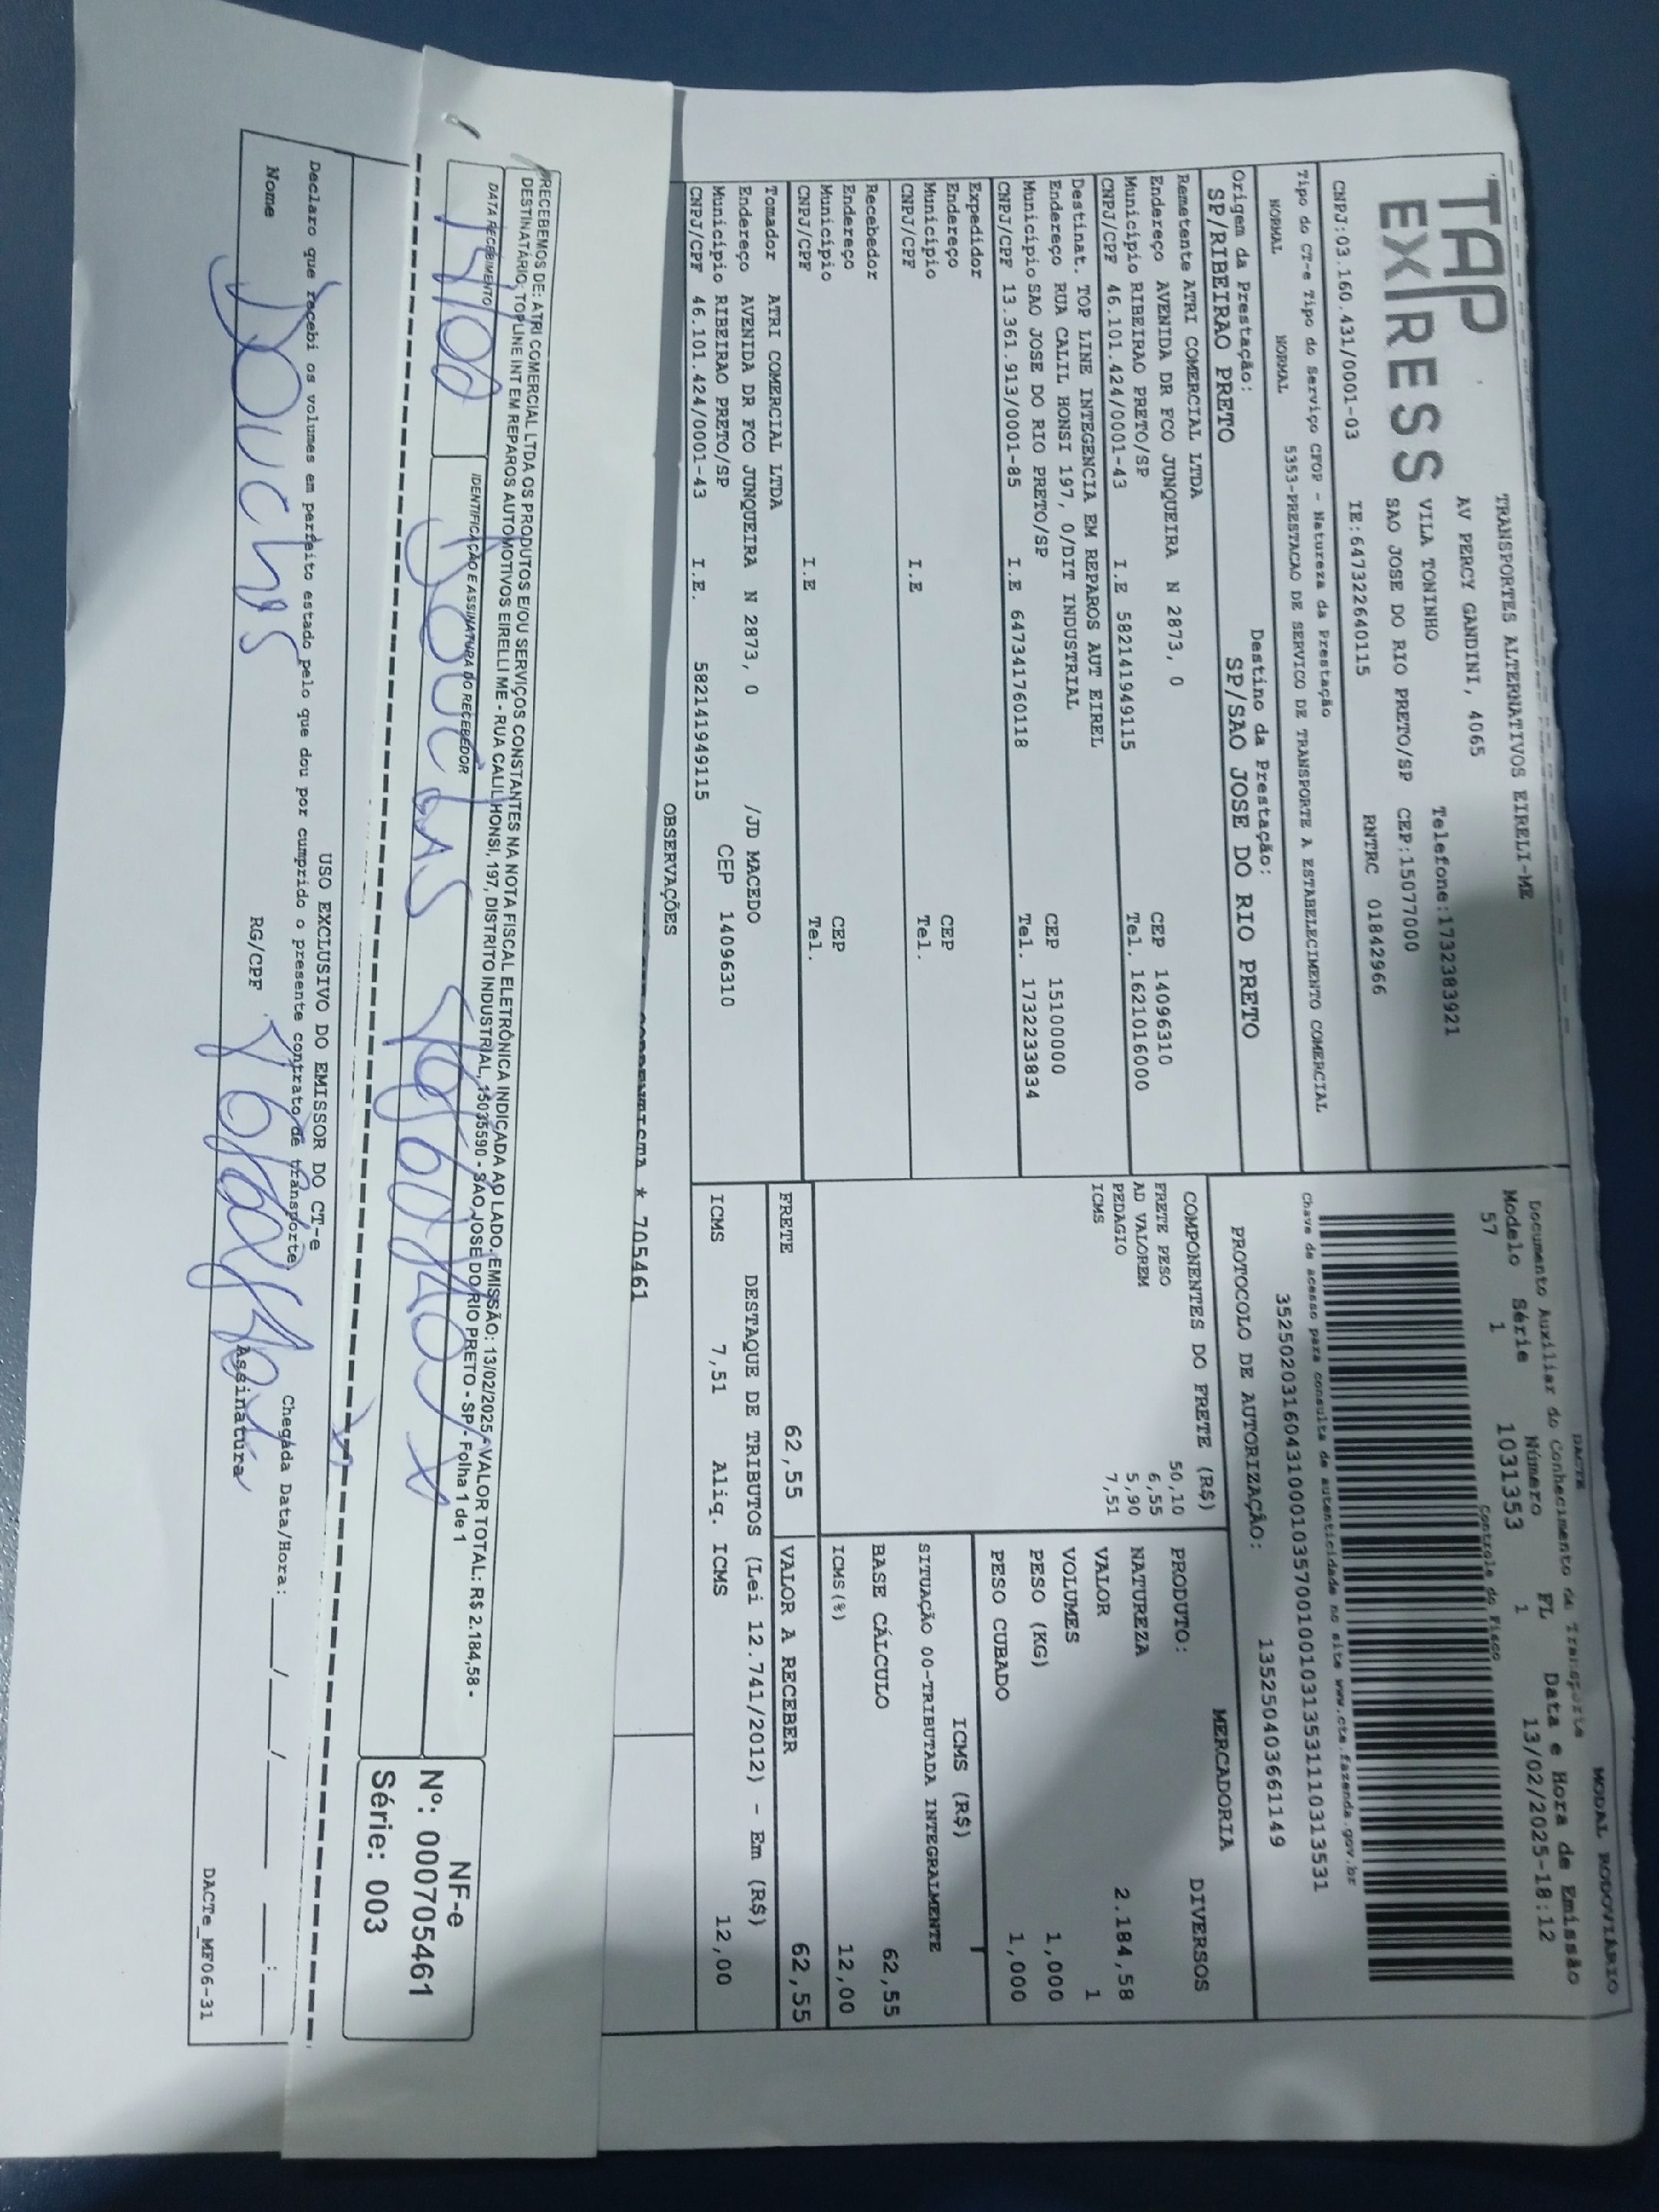 DACTE
MODAL RODOVIÁRIO
TAP
EXPRESS
TRANSPORTES ALTERNATIVOS EIRELI-ME
AV PERCY GANDINI, 4065
VILA TONINHO
Telefone:1732383921
SAO JOSE DO RIO PRETO/SP CEP:15077000
CNPJ:03.160.431/0001-03 IE:647322640115 RNTRC 01842966
Documento Auxiliar do Conhecimento de Transporte
Modelo Série Número FL Data e Hora de Emissão
57 1 1031353 1 13/02/2025-18:12
Controle do Fisco
Chave de acesso para consulta de autenticidade no site www.cte.fazenda.gov.br
35250203160431000103570010010313531110313531
PROTOCOLO DE AUTORIZAÇÃO: 135250403661149
Tipo do CT-e Tipo do Serviço CFOP - Natureza da Prestação
NORMAL NORMAL 5353-PRESTACAO DE SERVICO DE TRANSPORTE A ESTABELECIMENTO COMERCIAL
Origem da Prestação: Destino da Prestação:
SP/RIBEIRAO PRETO SP/SAO JOSE DO RIO PRETO
Remetente ATRI COMERCIAL LTDA
Endereço AVENIDA DR FCO JUNQUEIRA N 2873, 0 CEP 14096310
Município RIBEIRAO PRETO/SP Tel. 1621016000
CNPJ/CPF 46.101.424/0001-43 I.E 582141949115
Destinat. TOP LINE INTEGENCIA EM REPAROS AUT EIREL
Endereço RUA CALIL HONSI 197, 0/DIT INDUSTRIAL CEP 15100000
Município SAO JOSE DO RIO PRETO/SP Tel. 1732233834
CNPJ/CPF 13.361.913/0001-85 I.E 647341760118
Expedidor
Endereço CEP
Município Tel.
CNPJ/CPF I.E
Recebedor
Endereço CEP
Município Tel.
CNPJ/CPF I.E
Tomador ATRI COMERCIAL LTDA
Endereço AVENIDA DR FCO JUNQUEIRA N 2873, 0 /JD MACEDO
Município RIBEIRAO PRETO/SP CEP 14096310
CNPJ/CPF 46.101.424/0001-43 I.E. 582141949115
COMPONENTES DO FRETE (R$)
FRETE PESO 50,10
AD VALOREM 6,55
PEDAGIO 5,90
ICMS 7,51
MERCADORIA
PRODUTO: DIVERSOS
NATUREZA
VALOR 2.184,58
VOLUMES 1
PESO (KG) 1,000
PESO CUBADO 1,000
ICMS (R$)
SITUAÇÃO 00-TRIBUTADA INTEGRALMENTE
BASE CÁLCULO 62,55
ICMS(%) 12,00
FRETE 62,55 VALOR A RECEBER 62,55
DESTAQUE DE TRIBUTOS (Lei 12.741/2012) - Em (R$)
ICMS 7,51 Aliq. ICMS 12,00
OBSERVAÇÕES
* 705461
RECEBEMOS DE: ATRI COMERCIAL LTDA OS PRODUTOS E/OU SERVIÇOS CONSTANTES NA NOTA FISCAL ELETRÔNICA INDICADA AO LADO. EMISSÃO: 13/02/2025 - VALOR TOTAL: R$ 2.184,58 -
DESTINATÁRIO: TOPLINE INT EM REPAROS AUTOMOTIVOS EIRELLI ME - RUA CALIL HONSI, 197, DISTRITO INDUSTRIAL, 15035590 - SAO JOSE DO RIO PRETO - SP - Folha 1 de 1
DATA RECEBIMENTO IDENTIFICAÇÃO E ASSINATURA DO RECEBEDOR
NF-e
Nº: 000705461
Série: 003
USO EXCLUSIVO DO EMISSOR DO CT-e
Declaro que recebi os volumes em perfeito estado pelo que dou por cumprido o presente contrato de transporte
Chegada Data/Hora: ___/___/______ ___:___
Nome RG/CPF Assinatura
DACTe_MF06-31